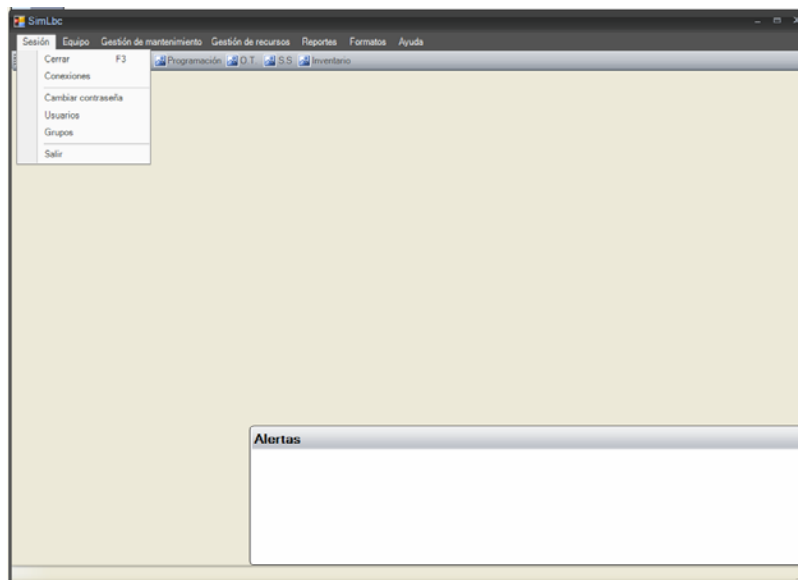 SimLbc
Sesión Equipo Gestión de mantenimiento Gestión de recursos Reportes Formatos Ayuda
Cerrar F3
Programación O.T. S.S Inventario
Conexiones
Cambiar contraseña
Usuarios
Grupos
Salir
Alertas